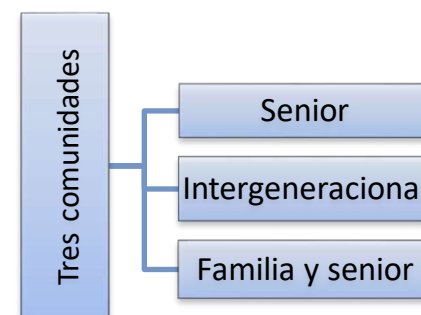 Tres comunidades
Senior
Intergeneraciona
Familia y senior